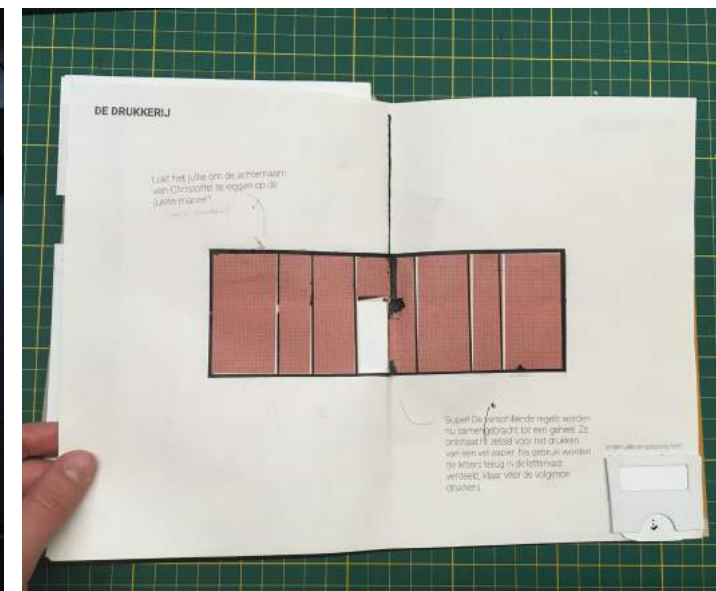 DE DRUKKERIJ
Lukt het jullie om de achternaam
van Christoffel te leggen op de
juiste manier?
Super! De verschillende regels worden
nu samengebracht tot een geheel. Zo
ontstaat het zetsel voor het drukken
van een vel papier. Na gebruik worden
de letters terug in de letterkast
verdeeld, klaar voor de volgende
drukkers.